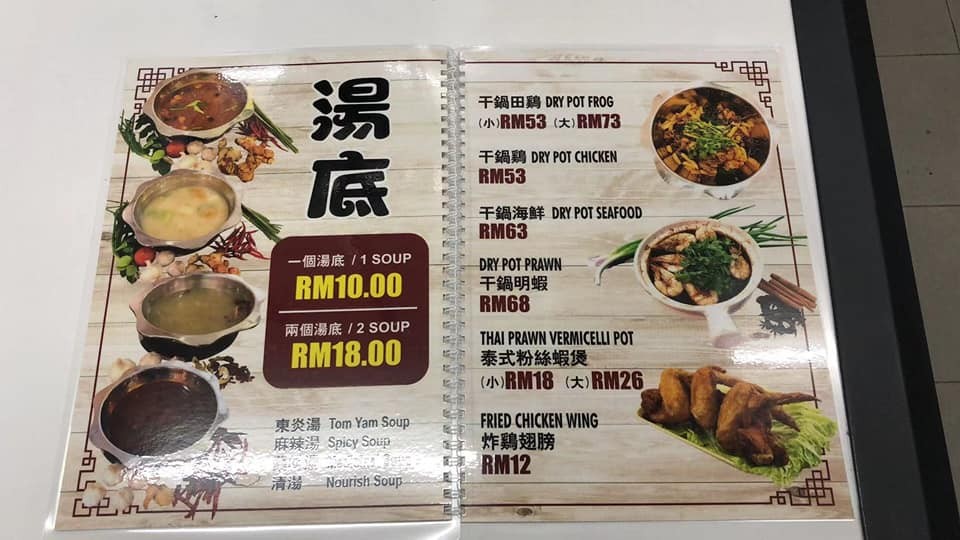 湯底
一個湯底 / 1 SOUP
RM10.00
兩個湯底 / 2 SOUP
RM18.00
東炎湯 Tom Yam Soup
麻辣湯 Spicy Soup
清湯 Nourish Soup
干鍋田鷄 DRY POT FROG
(小)RM53 (大)RM73
干鍋鷄 DRY POT CHICKEN
RM53
干鍋海鮮 DRY POT SEAFOOD
RM63
DRY POT PRAWN
干鍋明蝦
RM68
THAI PRAWN VERMICELLI POT
泰式粉絲蝦煲
(小)RM18 (大)RM26
FRIED CHICKEN WING
炸鷄翅膀
RM12